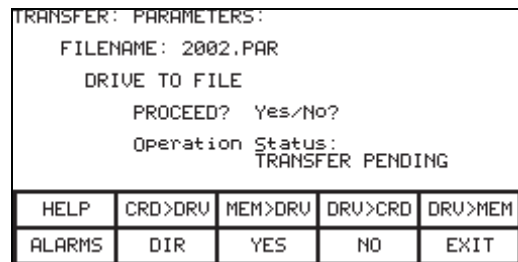 TRANSFER: PARAMETERS:
FILENAME: 2002.PAR
DRIVE TO FILE
PROCEED? Yes/No?
Operation Status:
TRANSFER PENDING
HELP CRD>DRV MEM>DRV DRV>CRD DRV>MEM
ALARMS DIR YES NO EXIT